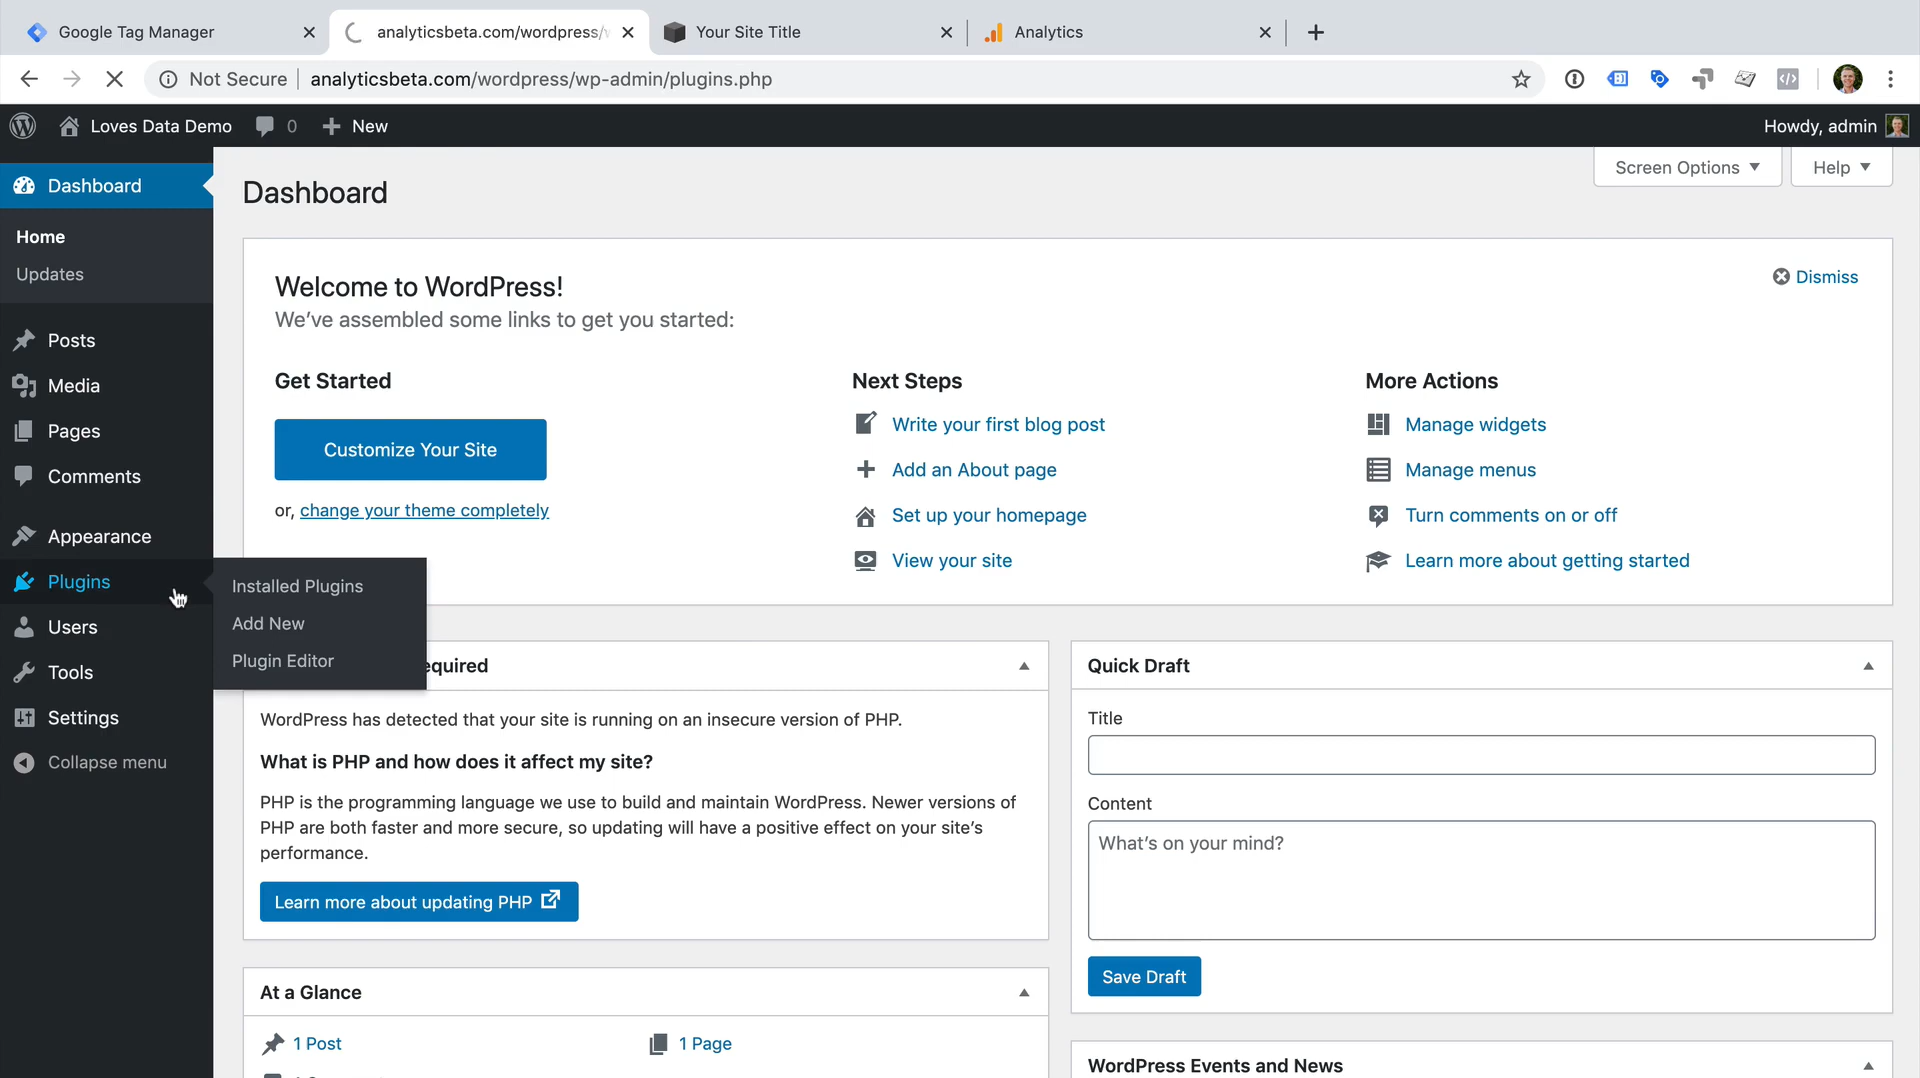 Google Tag Manager
analyticsbeta.com/wordpress/w
Your Site Title
Analytics
Not Secure
analyticsbeta.com/wordpress/wp-admin/plugins.php
Loves Data Demo
0
New
Howdy, admin
Dashboard
Home
Updates
Posts
Media
Pages
Comments
Appearance
Plugins
Users
Tools
Settings
Collapse menu
Installed Plugins
Add New
Plugin Editor
Dashboard
Screen Options
Help
Welcome to WordPress!
We've assembled some links to get you started:
Dismiss
Get Started
Customize Your Site
or, change your theme completely
Next Steps
Write your first blog post
Add an About page
Set up your homepage
View your site
More Actions
Manage widgets
Manage menus
Turn comments on or off
Learn more about getting started
equired
WordPress has detected that your site is running on an insecure version of PHP.
What is PHP and how does it affect my site?
PHP is the programming language we use to build and maintain WordPress. Newer versions of
PHP are both faster and more secure, so updating will have a positive effect on your site's
performance.
Learn more about updating PHP
At a Glance
1 Post
1 Page
Quick Draft
Title
Content
What's on your mind?
Save Draft
WordPress Events and News